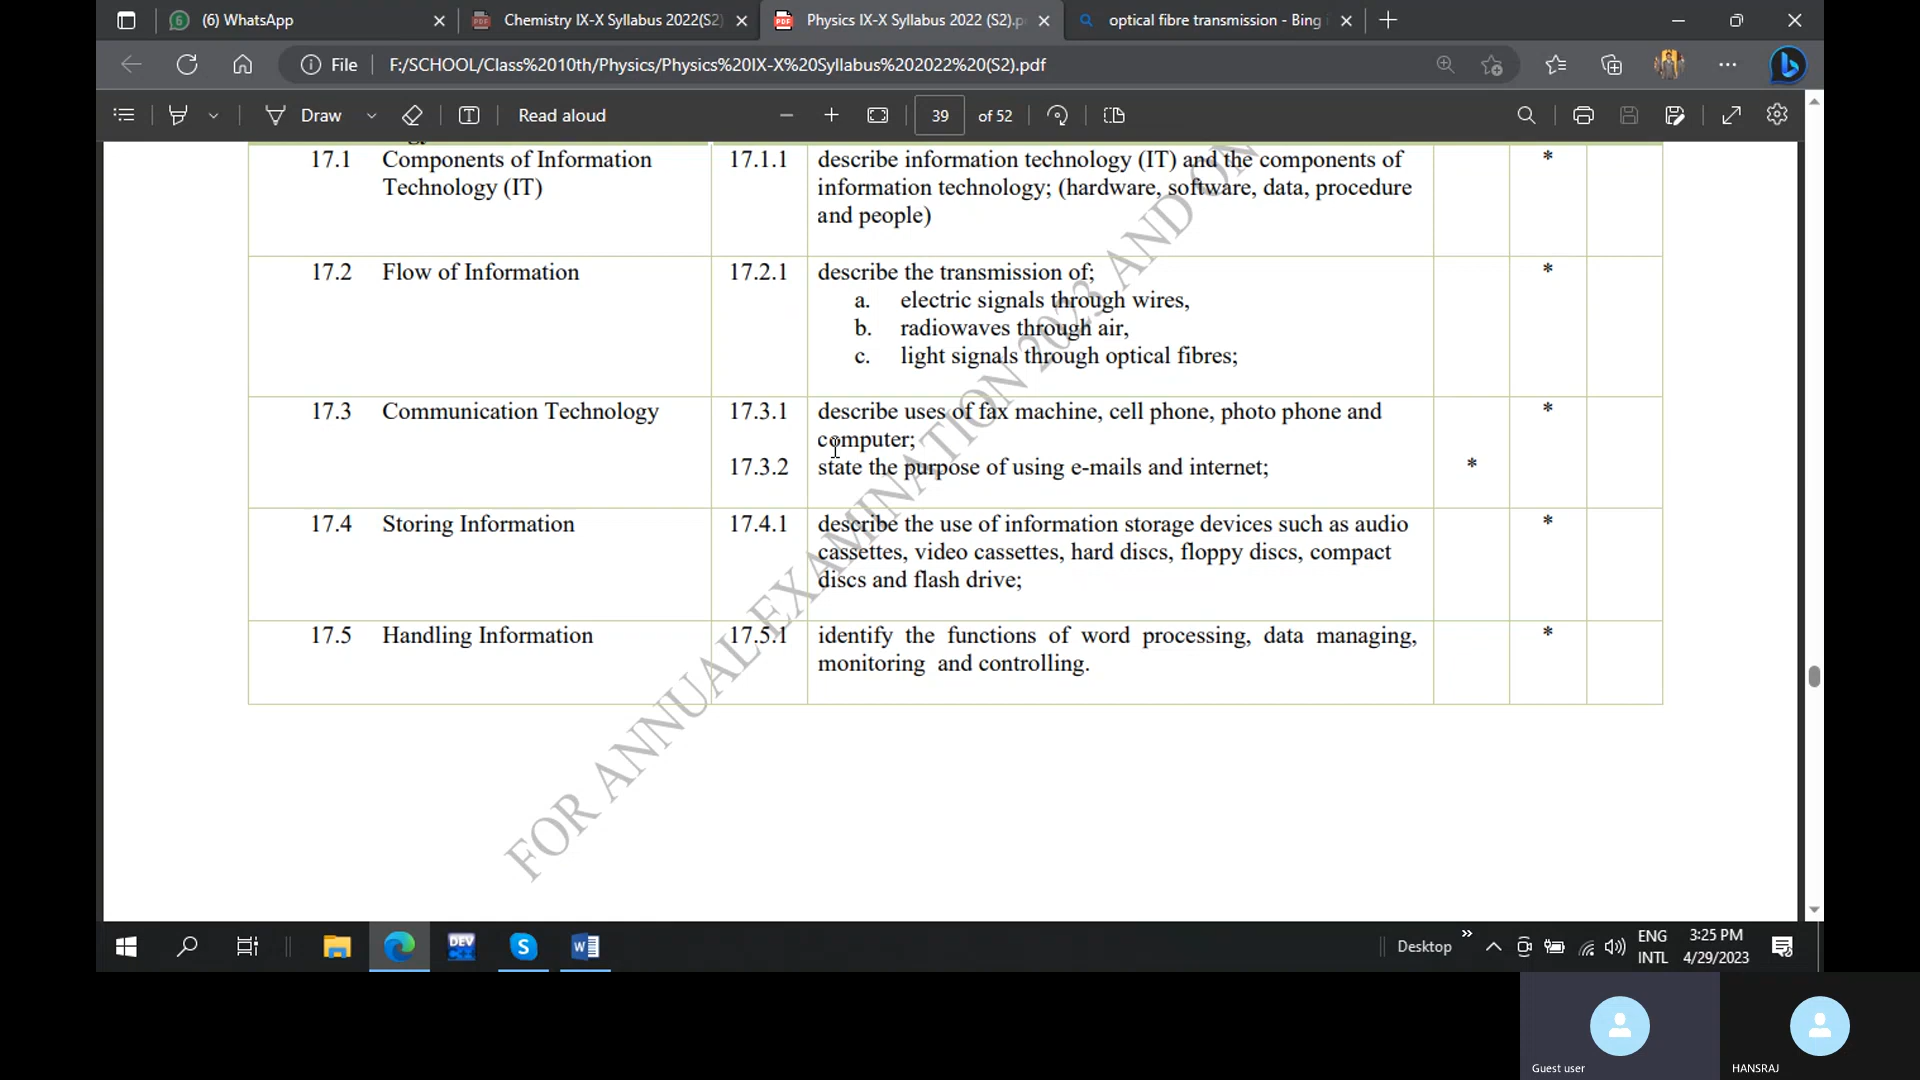 (6) WhatsApp
Chemistry IX-X Syllabus 2022(S2)
Physics IX-X Syllabus 2022 (S2).p
optical fibre transmission - Bing
File
F:/SCHOOL/Class%2010th/Physics/Physics%20IX-X%20Syllabus%202022%20(S2).pdf
Draw
Read aloud
39 of 52
17.1 Components of Information
Technology (IT)
17.1.1 describe information technology (IT) and the components of
information technology; (hardware, software, data, procedure
and people)
*
17.2 Flow of Information
17.2.1 describe the transmission of;
a. electric signals through wires,
b. radiowaves through air,
c. light signals through optical fibres;
*
17.3 Communication Technology
17.3.1 describe uses of fax machine, cell phone, photo phone and
computer;
*
17.3.2 state the purpose of using e-mails and internet;
*
17.4 Storing Information
17.4.1 describe the use of information storage devices such as audio
cassettes, video cassettes, hard discs, floppy discs, compact
discs and flash drive;
*
17.5 Handling Information
17.5.1 identify the functions of word processing, data managing,
monitoring and controlling.
*
FOR ANNUAL EXAMINATION 2023 AND ON
DEV
Desktop
ENG
INTL
3:25 PM
4/29/2023
Guest user
HANSRAJ